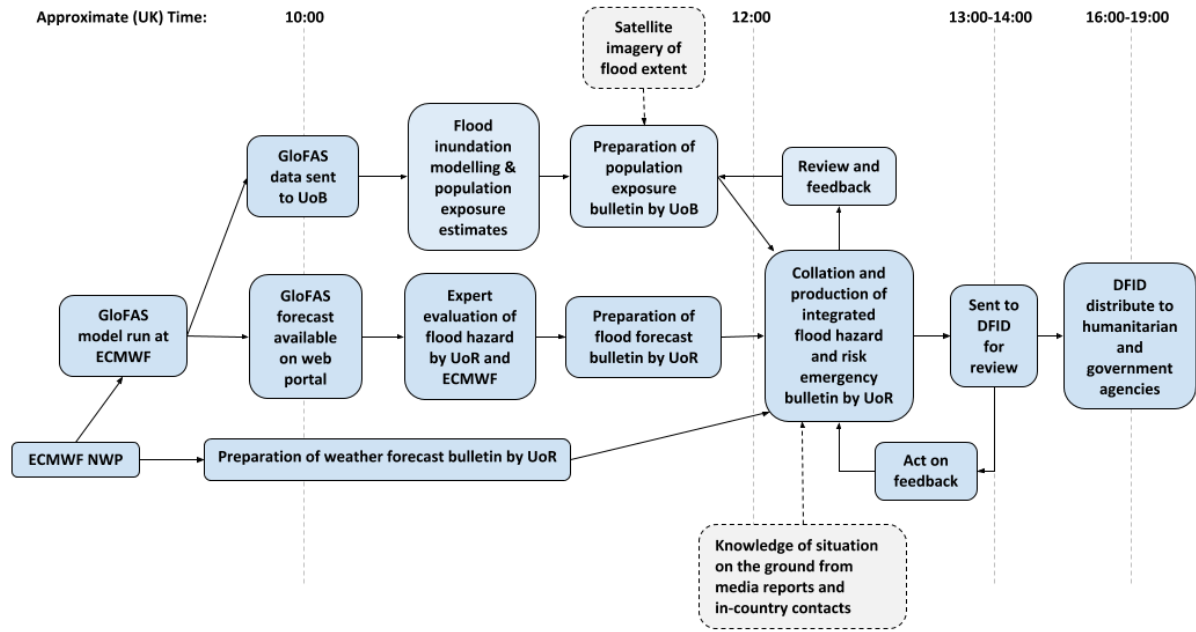 Approximate (UK) Time:
10:00
12:00
13:00-14:00
16:00-19:00
Satellite
imagery of
flood extent
GloFAS
data sent
to UoB
Flood
inundation
modelling &
population
exposure
estimates
Preparation of
population
exposure
bulletin by UoB
Review and
feedback
GloFAS
model run at
ECMWF
GloFAS
forecast
available
on web
portal
Expert
evaluation of
flood hazard
by UoR and
ECMWF
Preparation of
flood forecast
bulletin by UoR
Collation and
production of
integrated
flood hazard
and risk
emergency
bulletin by UoR
Sent to
DFID
for
review
DFID
distribute to
humanitarian
and
government
agencies
ECMWF NWP
Preparation of weather forecast bulletin by UoR
Act on
feedback
Knowledge of situation
on the ground from
media reports and
in-country contacts